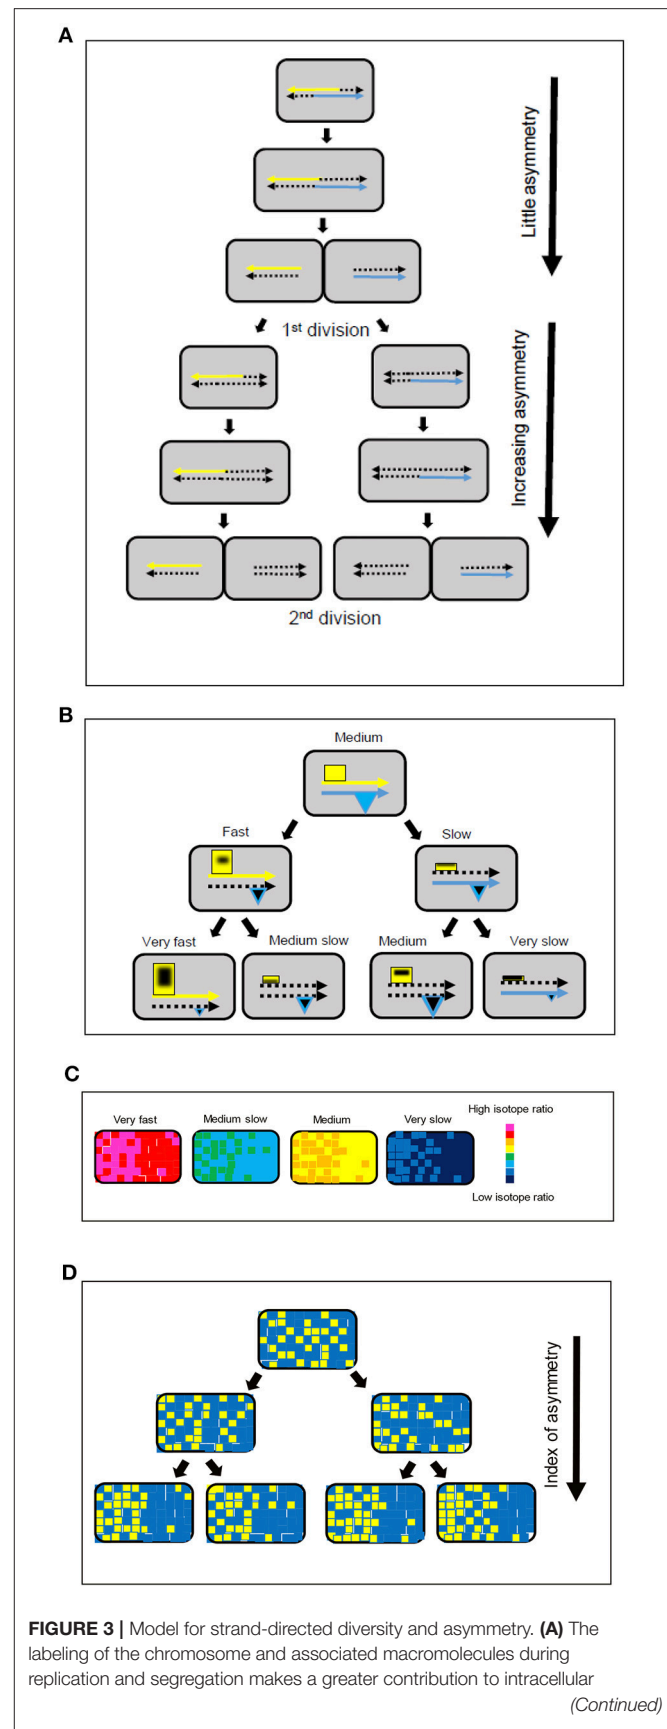 A
Little asymmetry
1st division
Increasing asymmetry
2nd division
B
Medium
Fast
Slow
Very fast
Medium slow
Medium
Very slow
C
Very fast
Medium slow
Medium
Very slow
High isotope ratio
Low isotope ratio
D
Index of asymmetry
FIGURE 3 | Model for strand-directed diversity and asymmetry. (A) The
labeling of the chromosome and associated macromolecules during
replication and segregation makes a greater contribution to intracellular
(Continued)